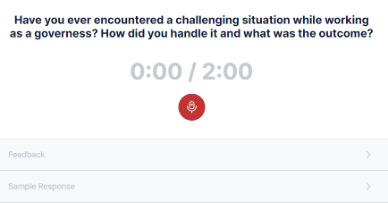 Have you ever encountered a challenging situation while working
as a governess? How did you handle it and what was the outcome?
0:00 / 2:00
Feedback
Sample Response